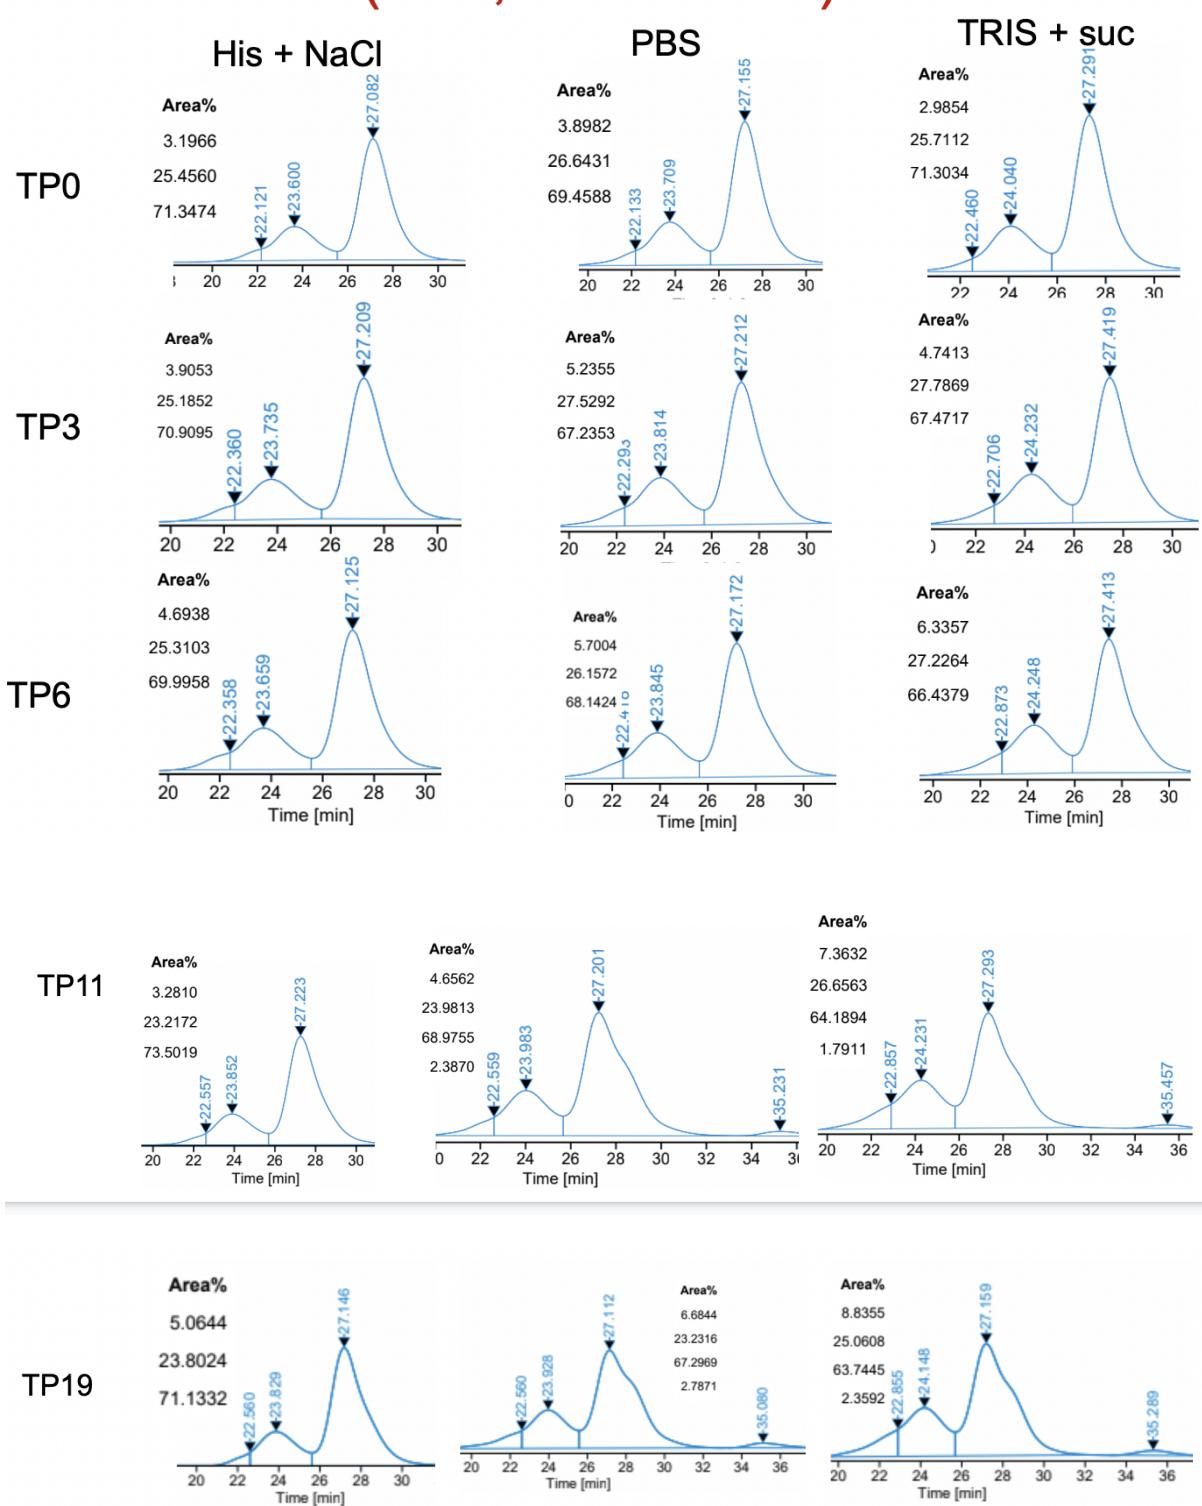 His + NaCl
PBS
TRIS + suc
TP0
Area%
3.1966
25.4560
71.3474
22.121
23.600
27.082
20 22 24 26 28 30
Area%
3.8982
26.6431
69.4588
22.133
23.709
27.155
20 22 24 26 28 30
Area%
2.9854
25.7112
71.3034
22.460
24.040
27.291
22 24 26 28 30
TP3
Area%
3.9053
25.1852
70.9095
22.360
23.735
27.209
20 22 24 26 28 30
Area%
5.2355
27.5292
67.2353
22.293
23.814
27.212
20 22 24 26 28 30
Area%
4.7413
27.7869
67.4717
22.706
24.232
27.419
0 22 24 26 28 30
TP6
Area%
4.6938
25.3103
69.9958
22.358
23.659
27.125
20 22 24 26 28 30
Time [min]
Area%
5.7004
26.1572
68.1424
23.845
27.172
0 22 24 26 28 30
Time [min]
Area%
6.3357
27.2264
66.4379
22.873
24.248
27.413
20 22 24 26 28 30
Time [min]
TP11
Area%
3.2810
23.2172
73.5019
22.557
23.852
27.223
20 22 24 26 28 30
Time [min]
Area%
4.6562
23.9813
68.9755
2.3870
22.559
23.983
27.201
35.231
0 22 24 26 28 30 32 34
Time [min]
Area%
7.3632
26.6563
64.1894
1.7911
22.857
24.231
27.293
35.457
20 22 24 26 28 30 32 34 36
Time [min]
TP19
Area%
5.0644
23.8024
71.1332
22.560
23.829
27.146
20 22 24 26 28 30
Time [min]
Area%
6.6844
23.2316
67.2969
2.7871
22.560
23.928
27.112
35.080
20 22 24 26 28 30 32 34 36
Time [min]
Area%
8.8355
25.0608
63.7445
2.3592
22.855
24.148
27.159
35.289
20 22 24 26 28 30 32 34 36
Time [min]